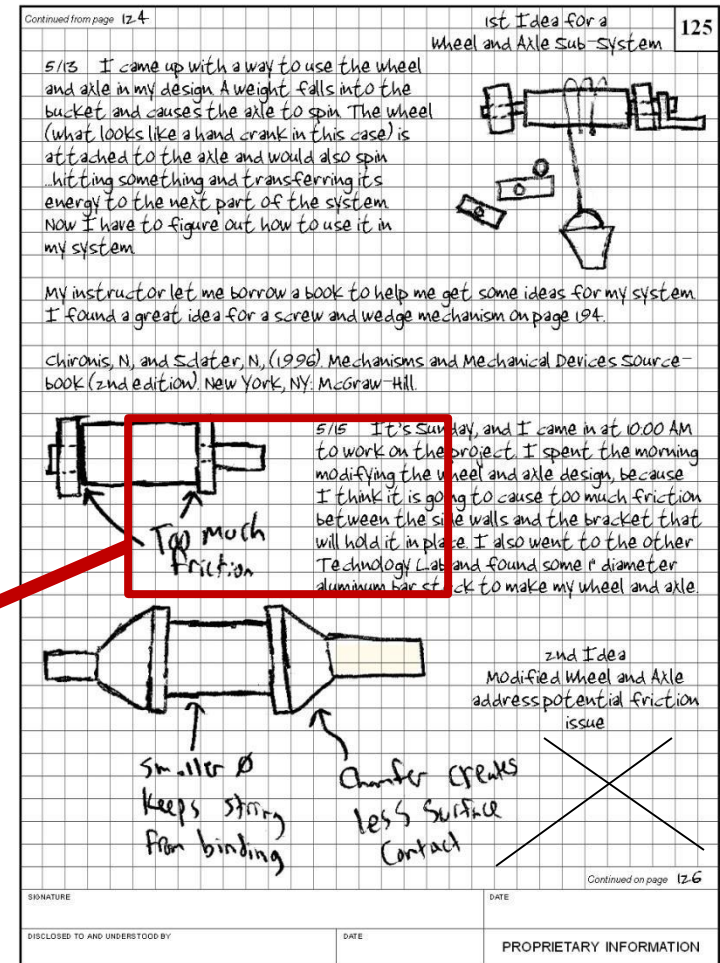 Continued from page 124
125
1st Idea for a
Wheel and Axle Sub-System
5/13 I came up with a way to use the wheel
and axle in my design. A weight falls into the
bucket and causes the axle to spin. The wheel
(what looks like a hand crank in this case) is
attached to the axle and would also spin
...hitting something and transferring its
energy to the next part of the system.
Now I have to figure out how to use it in
my system.
My instructor let me borrow a book to help me get some ideas for my system.
I found a great idea for a screw and wedge mechanism on page 194.
Chironis, N, and Sclater, N, (1996). Mechanisms and Mechanical Devices Source-
book (2nd edition). New York, NY: McGraw-Hill.
Too much
friction
5/15 It's Sunday, and I came in at 10:00 AM
to work on the project. I spent the morning
modifying the wheel and axle design, because
I think it is going to cause too much friction
between the side walls and the bracket that
will hold it in place. I also went to the other
Technology Lab and found some 1" diameter
aluminum bar stock to make my wheel and axle.
2nd Idea
Modified Wheel and Axle
address potential friction
issue
Smaller Ø
keeps string
from binding
Chamfer creates
less surface
contact
Continued on page 126
SIGNATURE
DATE
DISCLOSED TO AND UNDERSTOOD BY
DATE
PROPRIETARY INFORMATION